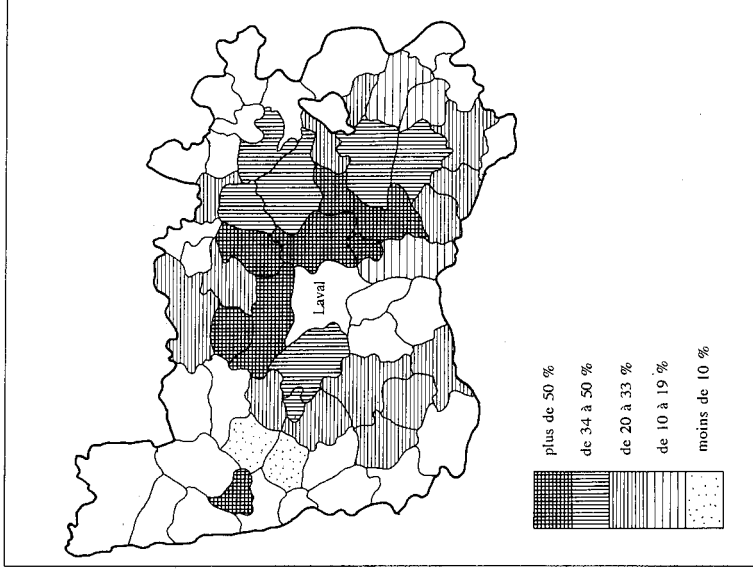 Laval
plus de 50 %
de 34 à 50 %
de 20 à 33 %
de 10 à 19 %
moins de 10 %